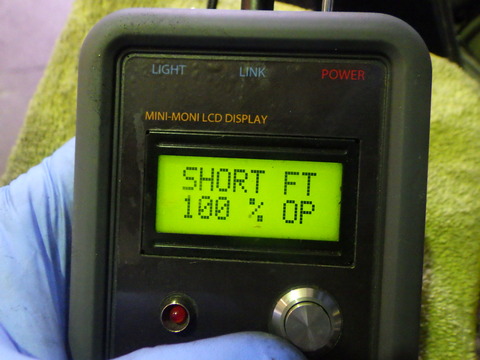 LIGHT LINK POWER
MINI-MONI LCD DISPLAY
SHORT FT
100 % OP